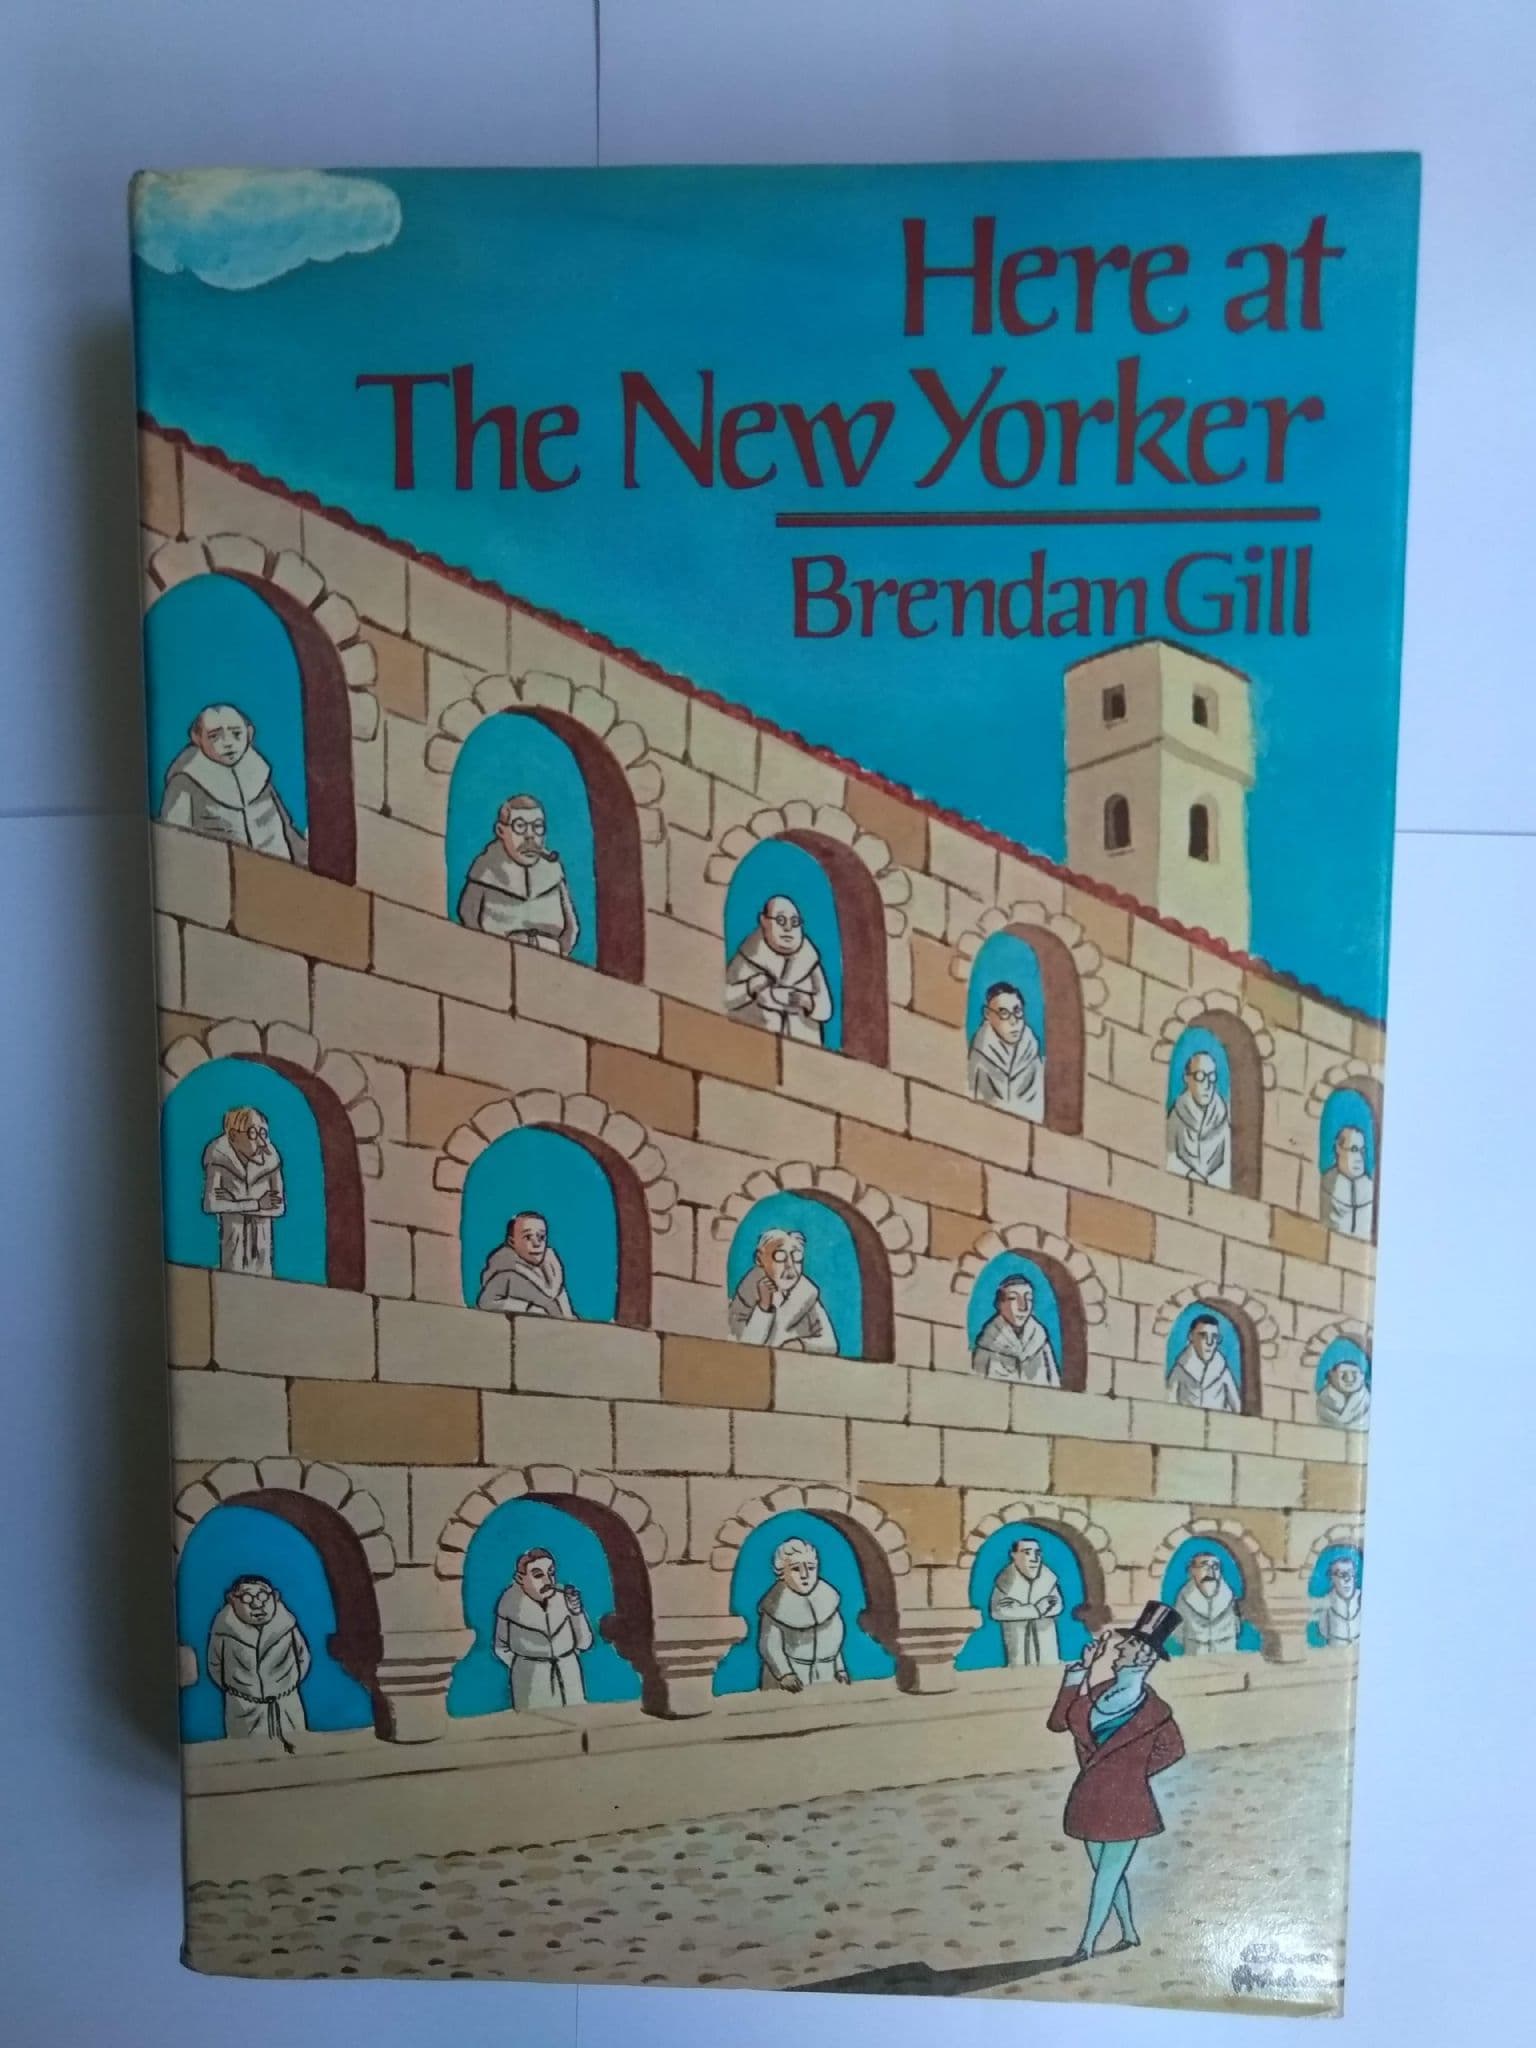 Here at
The New Yorker
Brendan Gill